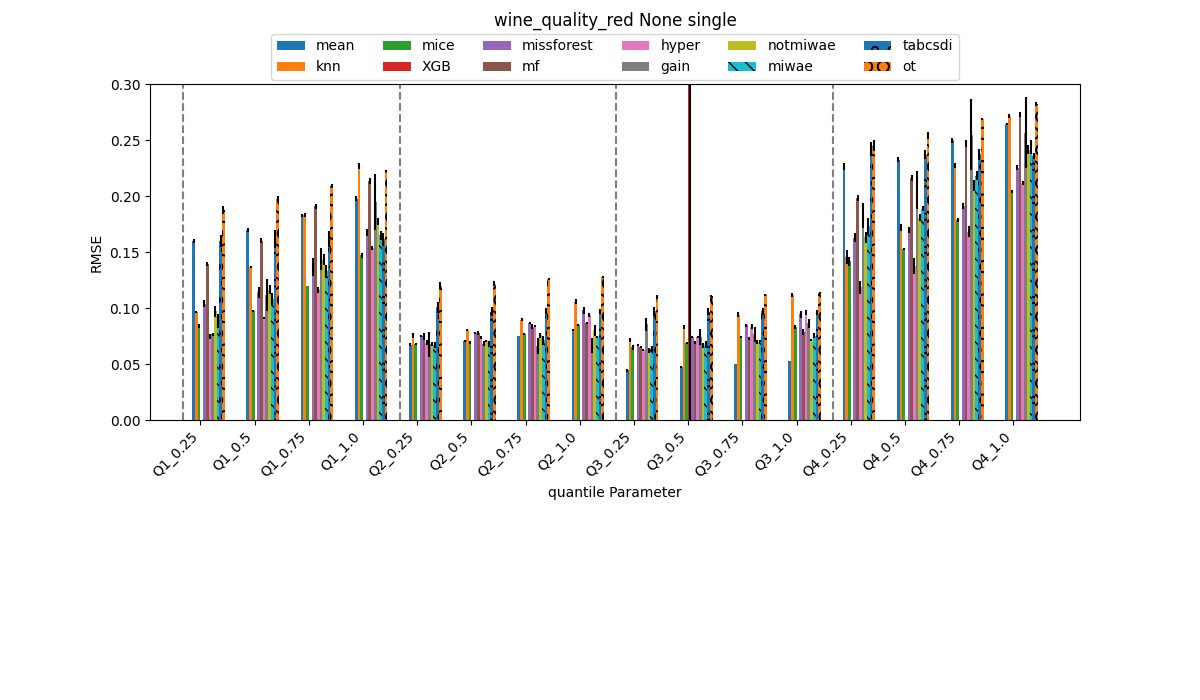 wine_quality_red None single
mean mice missforest hyper notmiwae tabcsdi
knn XGB mf gain miwae ot
0.30
0.25
0.20
0.15
0.10
0.05
0.00
RMSE
Q1_0.25 Q1_0.5 Q1_0.75 Q1_1.0 Q2_0.25 Q2_0.5 Q2_0.75 Q2_1.0 Q3_0.25 Q3_0.5 Q3_0.75 Q3_1.0 Q4_0.25 Q4_0.5 Q4_0.75 Q4_1.0
quantile Parameter